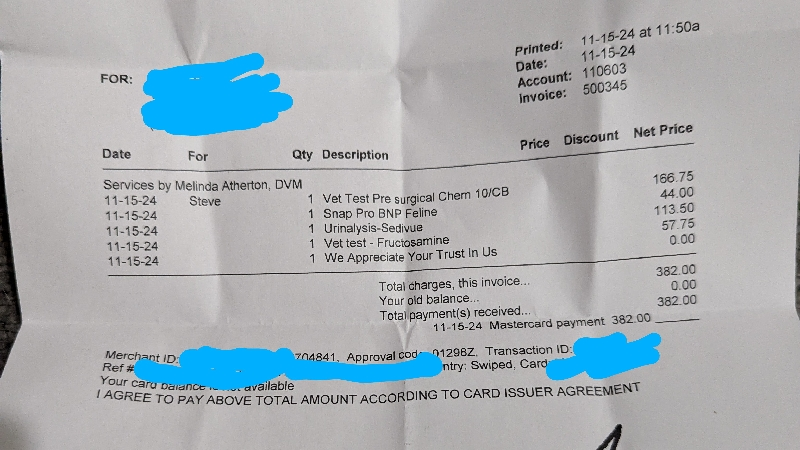 Printed: 11-15-24 at 11:50a
Date: 11-15-24
Account: 110603
Invoice: 500345
FOR:
Date For Qty Description Price Discount Net Price
Services by Melinda Atherton, DVM
11-15-24 Steve 1 Vet Test Pre surgical Chem 10/CB 166.75
11-15-24 1 Snap Pro BNP Feline 44.00
11-15-24 1 Urinalysis-Sedivue 113.50
11-15-24 1 Vet test - Fructosamine 57.75
11-15-24 1 We Appreciate Your Trust In Us 0.00
Total charges, this invoice... 382.00
Your old balance... 0.00
Total payment(s) received... 382.00
11-15-24 Mastercard payment 382.00
Merchant ID: 704841, Approval code 01298Z, Transaction ID:
Ref # Entry: Swiped, Card
Your card balance is not available
I AGREE TO PAY ABOVE TOTAL AMOUNT ACCORDING TO CARD ISSUER AGREEMENT